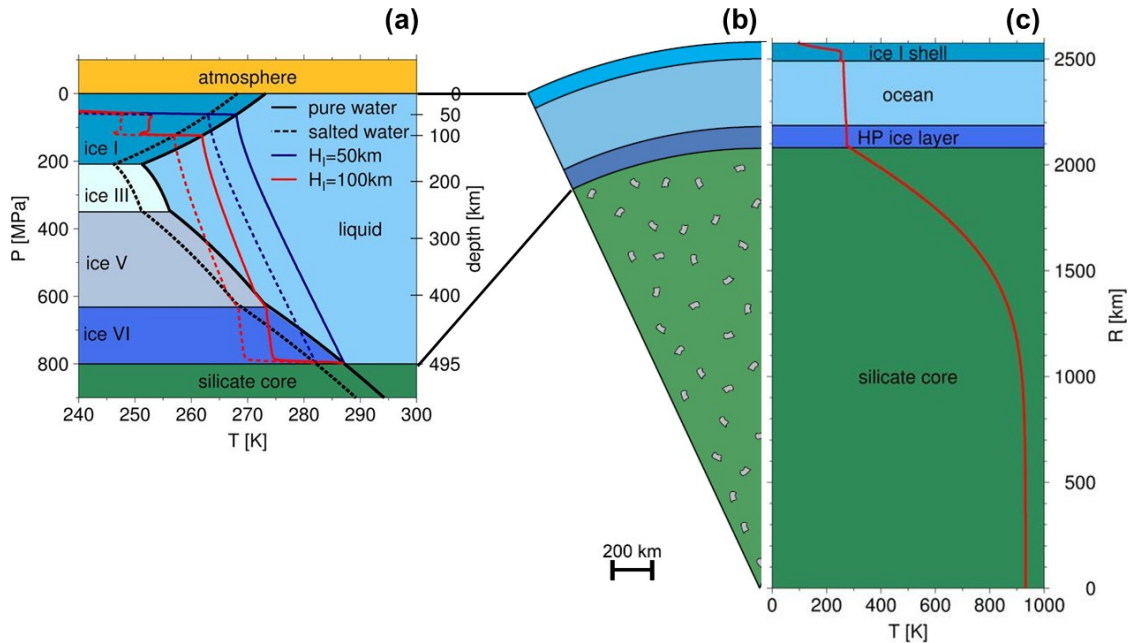 (a)
atmosphere
0
200
400
600
800
P [MPa]
ice I
ice III
ice V
ice VI
silicate core
liquid
pure water
salted water
H_I=50km
H_I=100km
0
50
100
200
300
400
495
depth [km]
240 250 260 270 280 290 300
T [K]
(b)
200 km
(c)
ice I shell
ocean
HP ice layer
silicate core
2500
2000
1500
1000
500
0
R [km]
0 200 400 600 800 1000
T [K]